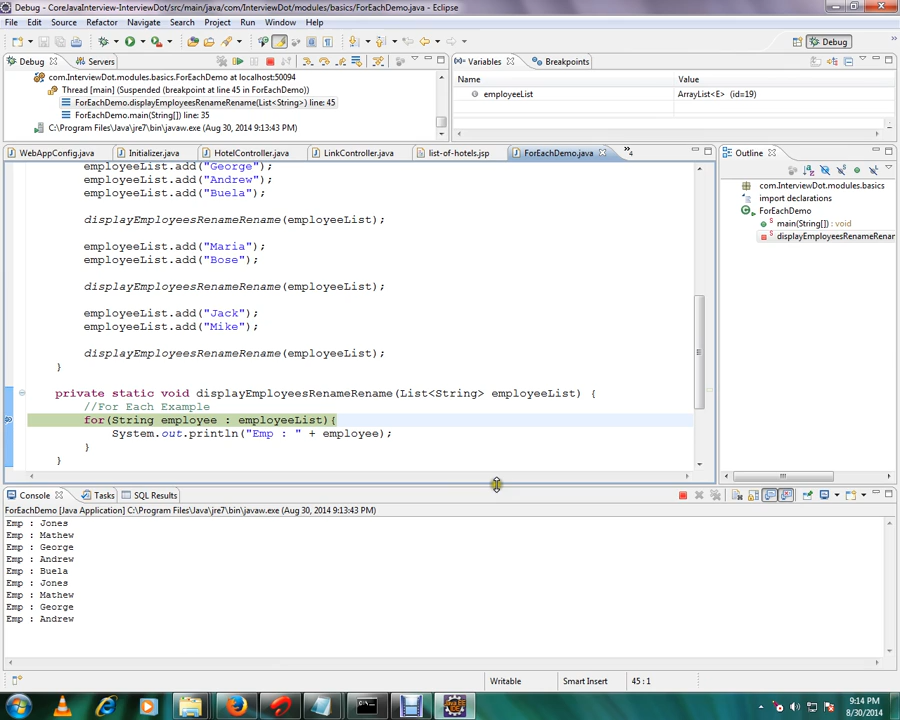 Debug - CoreJavaInterview-InterviewDot/src/main/java/com/InterviewDot/modules/basics/ForEachDemo.java - Eclipse
File Edit Source Refactor Navigate Search Project Run Window Help
Debug
Debug Servers
com.InterviewDot.modules.basics.ForEachDemo at localhost:50094
Thread [main] (Suspended (breakpoint at line 45 in ForEachDemo))
ForEachDemo.displayEmployeesRenameRename(List<String>) line: 45
ForEachDemo.main(String[]) line: 35
C:\Program Files\Java\jre7\bin\javaw.exe (Aug 30, 2014 9:13:43 PM)
Variables Breakpoints
Name Value
employeeList ArrayList<E> (id=19)
WebAppConfig.java Initializer.java HotelController.java LinkController.java list-of-hotels.jsp ForEachDemo.java »4
employeeList.add("George");
employeeList.add("Andrew");
employeeList.add("Buela");
displayEmployeesRenameRename(employeeList);
employeeList.add("Maria");
employeeList.add("Bose");
displayEmployeesRenameRename(employeeList);
employeeList.add("Jack");
employeeList.add("Mike");
displayEmployeesRenameRename(employeeList);
}
private static void displayEmployeesRenameRename(List<String> employeeList) {
//For Each Example
for(String employee : employeeList){
System.out.println("Emp : " + employee);
}
}
Outline
com.InterviewDot.modules.basics
import declarations
ForEachDemo
main(String[]) : void
displayEmployeesRenameRenar
Console Tasks SQL Results
ForEachDemo [Java Application] C:\Program Files\Java\jre7\bin\javaw.exe (Aug 30, 2014 9:13:43 PM)
Emp : Jones
Emp : Mathew
Emp : George
Emp : Andrew
Emp : Buela
Emp : Jones
Emp : Mathew
Emp : George
Emp : Andrew
Writable Smart Insert 45 : 1
9:14 PM
8/30/2014